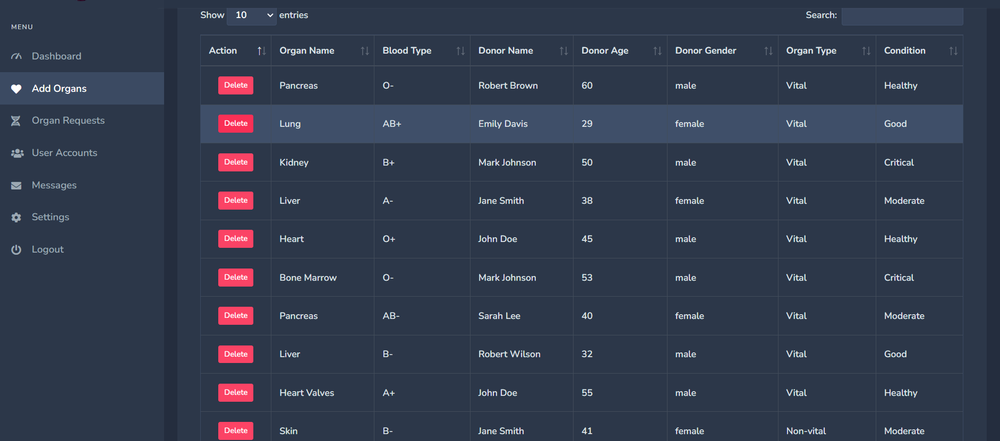 Show 10 entries Search:
MENU
Dashboard
Add Organs
Organ Requests
User Accounts
Messages
Settings
Logout
Action Organ Name Blood Type Donor Name Donor Age Donor Gender Organ Type Condition
Delete Pancreas O- Robert Brown 60 male Vital Healthy
Delete Lung AB+ Emily Davis 29 female Vital Good
Delete Kidney B+ Mark Johnson 50 male Vital Critical
Delete Liver A- Jane Smith 38 female Vital Moderate
Delete Heart O+ John Doe 45 male Vital Healthy
Delete Bone Marrow O- Mark Johnson 53 male Vital Critical
Delete Pancreas AB- Sarah Lee 40 female Vital Moderate
Delete Liver B- Robert Wilson 32 male Vital Good
Delete Heart Valves A+ John Doe 55 male Vital Healthy
Delete Skin B- Jane Smith 41 female Non-vital Moderate